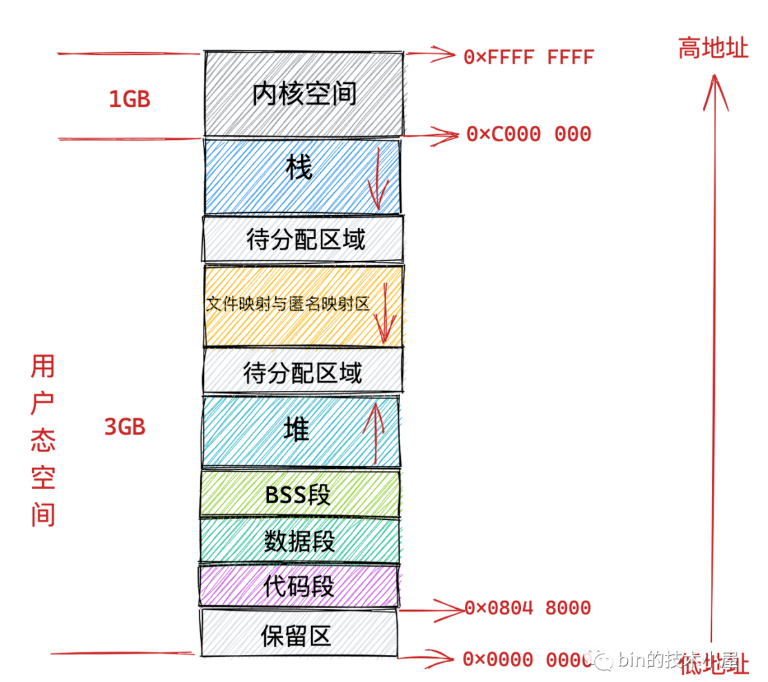 0×FFFF FFFF
高地址
内核空间
1GB
0×C000 000
栈
待分配区域
文件映射与匿名映射区
待分配区域
用户态空间
3GB
堆
BSS段
数据段
代码段
0×0804 8000
保留区
0×0000 0000
bin的技术小屋
低地址